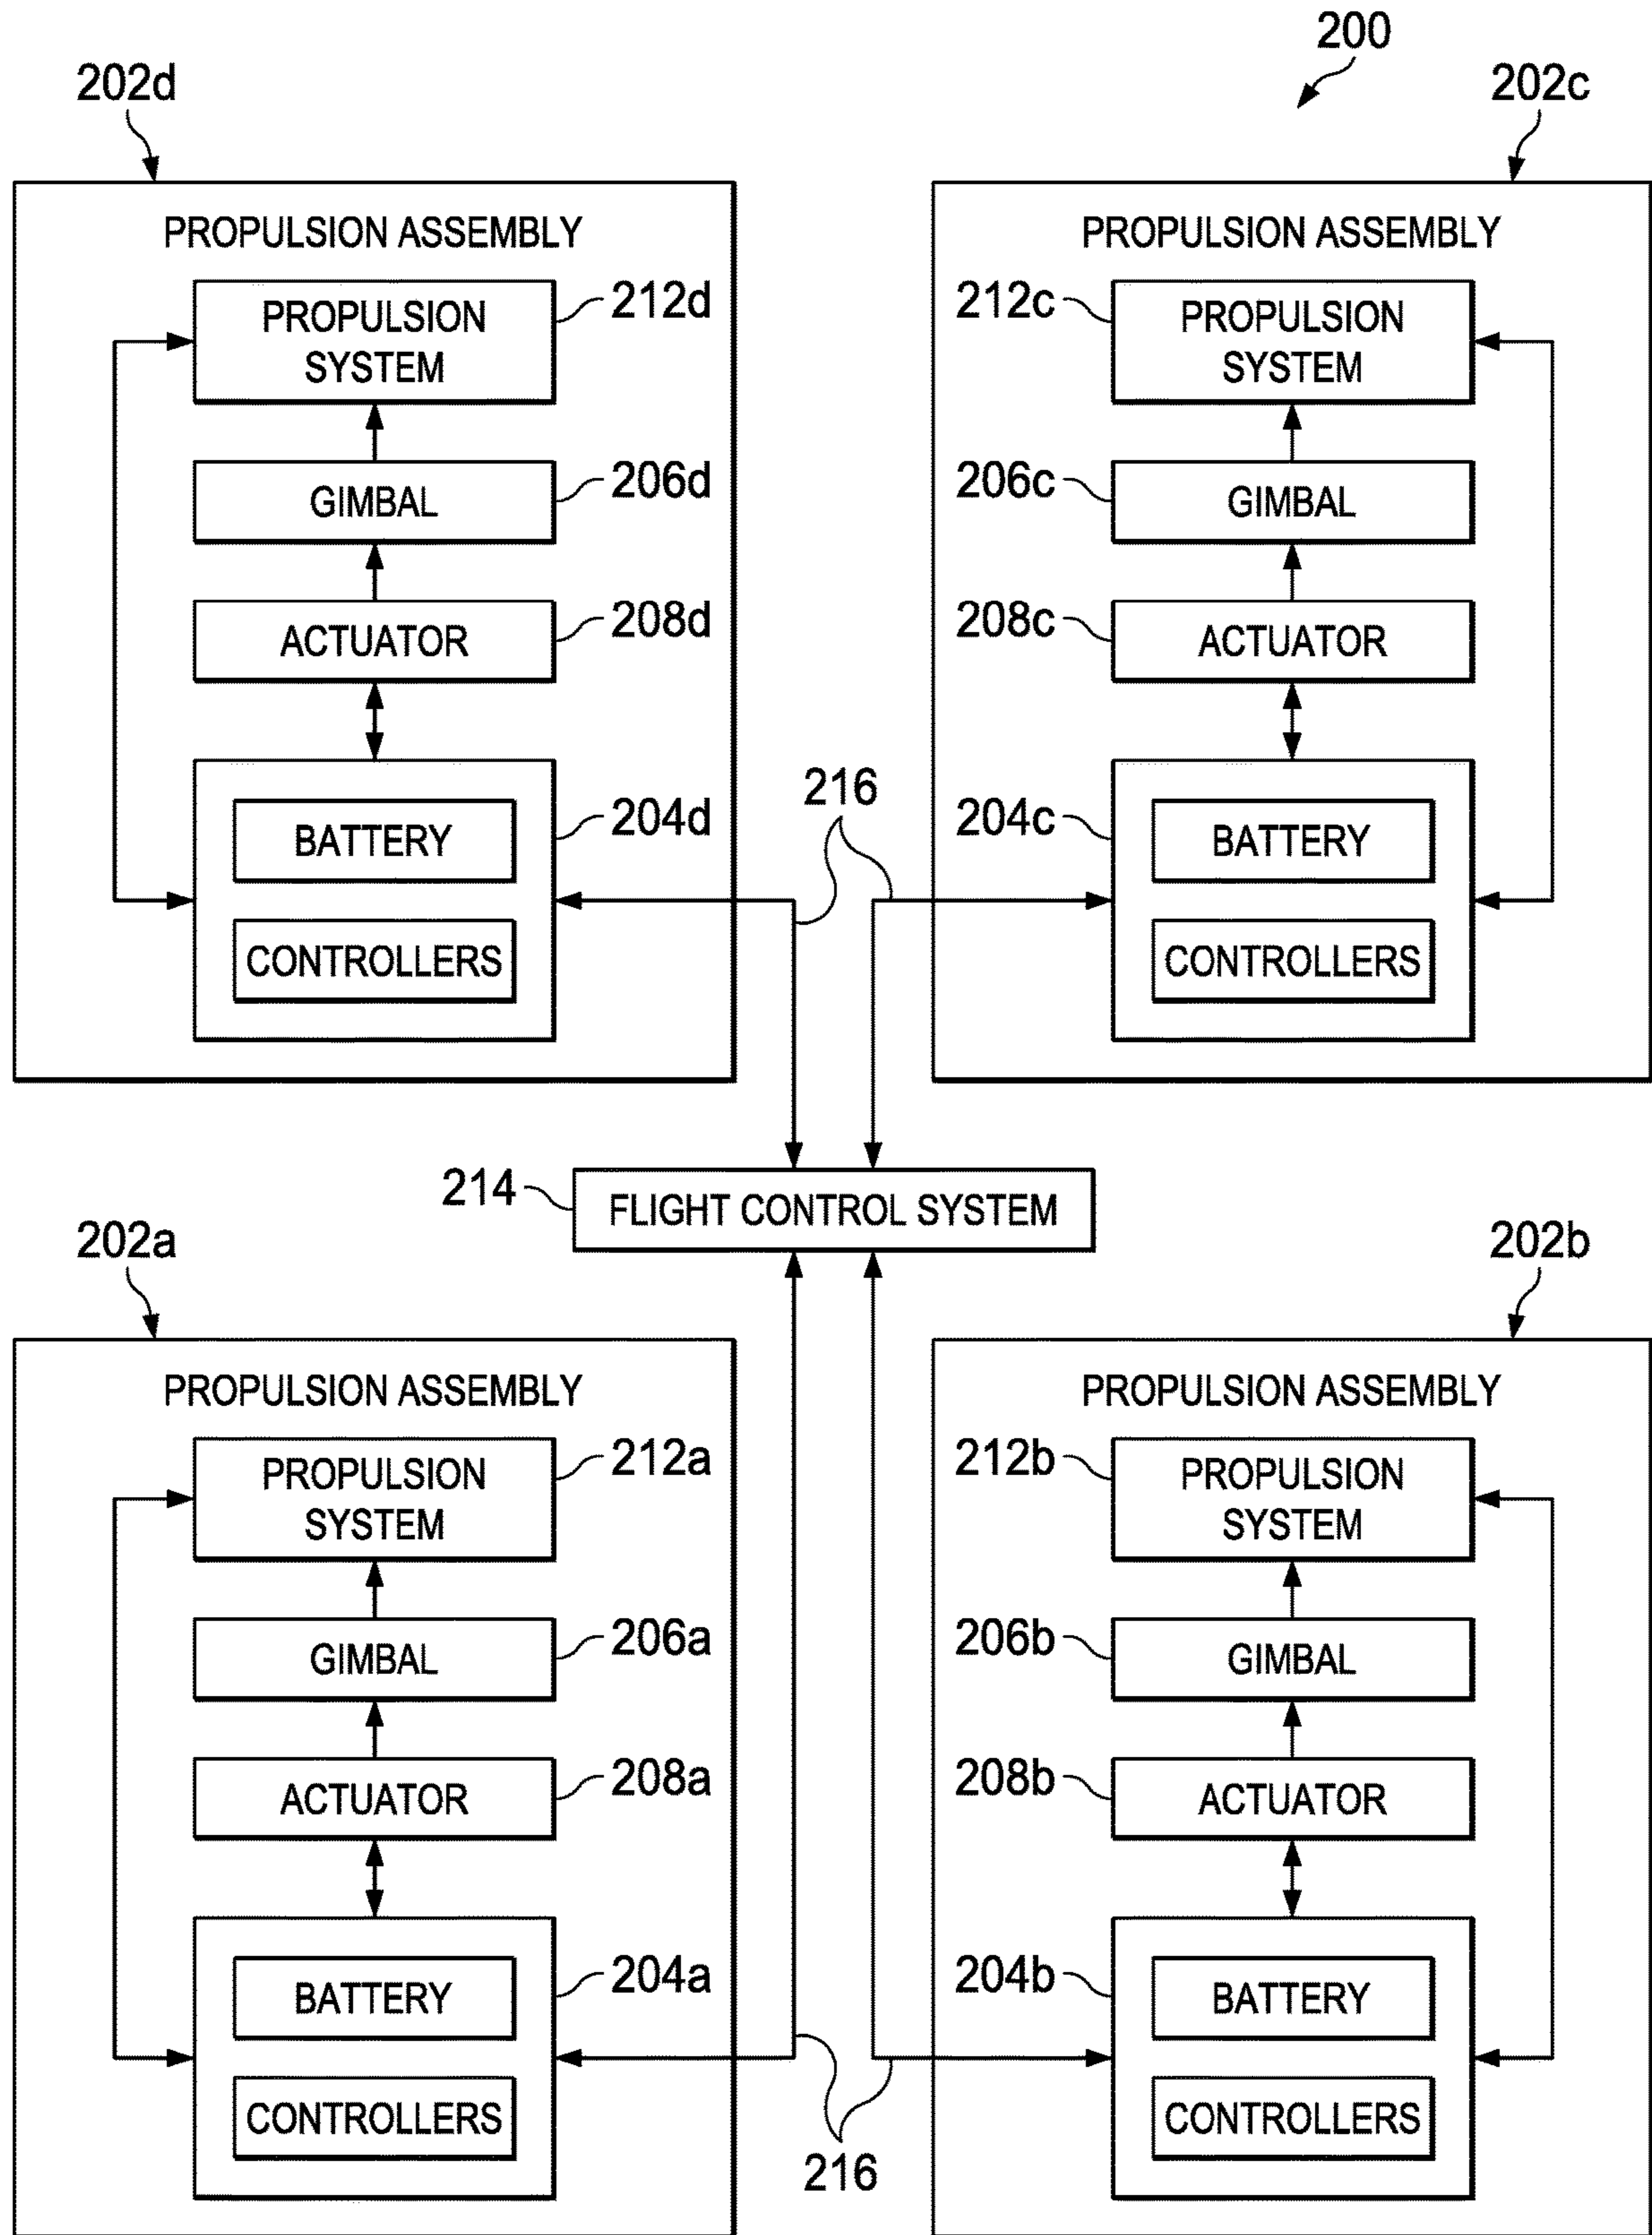 200
202d
202c
PROPULSION ASSEMBLY
PROPULSION
SYSTEM
212d
GIMBAL
206d
ACTUATOR
208d
BATTERY
204d
CONTROLLERS
PROPULSION ASSEMBLY
212c
PROPULSION
SYSTEM
206c
GIMBAL
208c
ACTUATOR
204c
BATTERY
CONTROLLERS
216
214
FLIGHT CONTROL SYSTEM
202a
202b
PROPULSION ASSEMBLY
PROPULSION
SYSTEM
212a
GIMBAL
206a
ACTUATOR
208a
BATTERY
204a
CONTROLLERS
PROPULSION ASSEMBLY
212b
PROPULSION
SYSTEM
206b
GIMBAL
208b
ACTUATOR
204b
BATTERY
CONTROLLERS
216